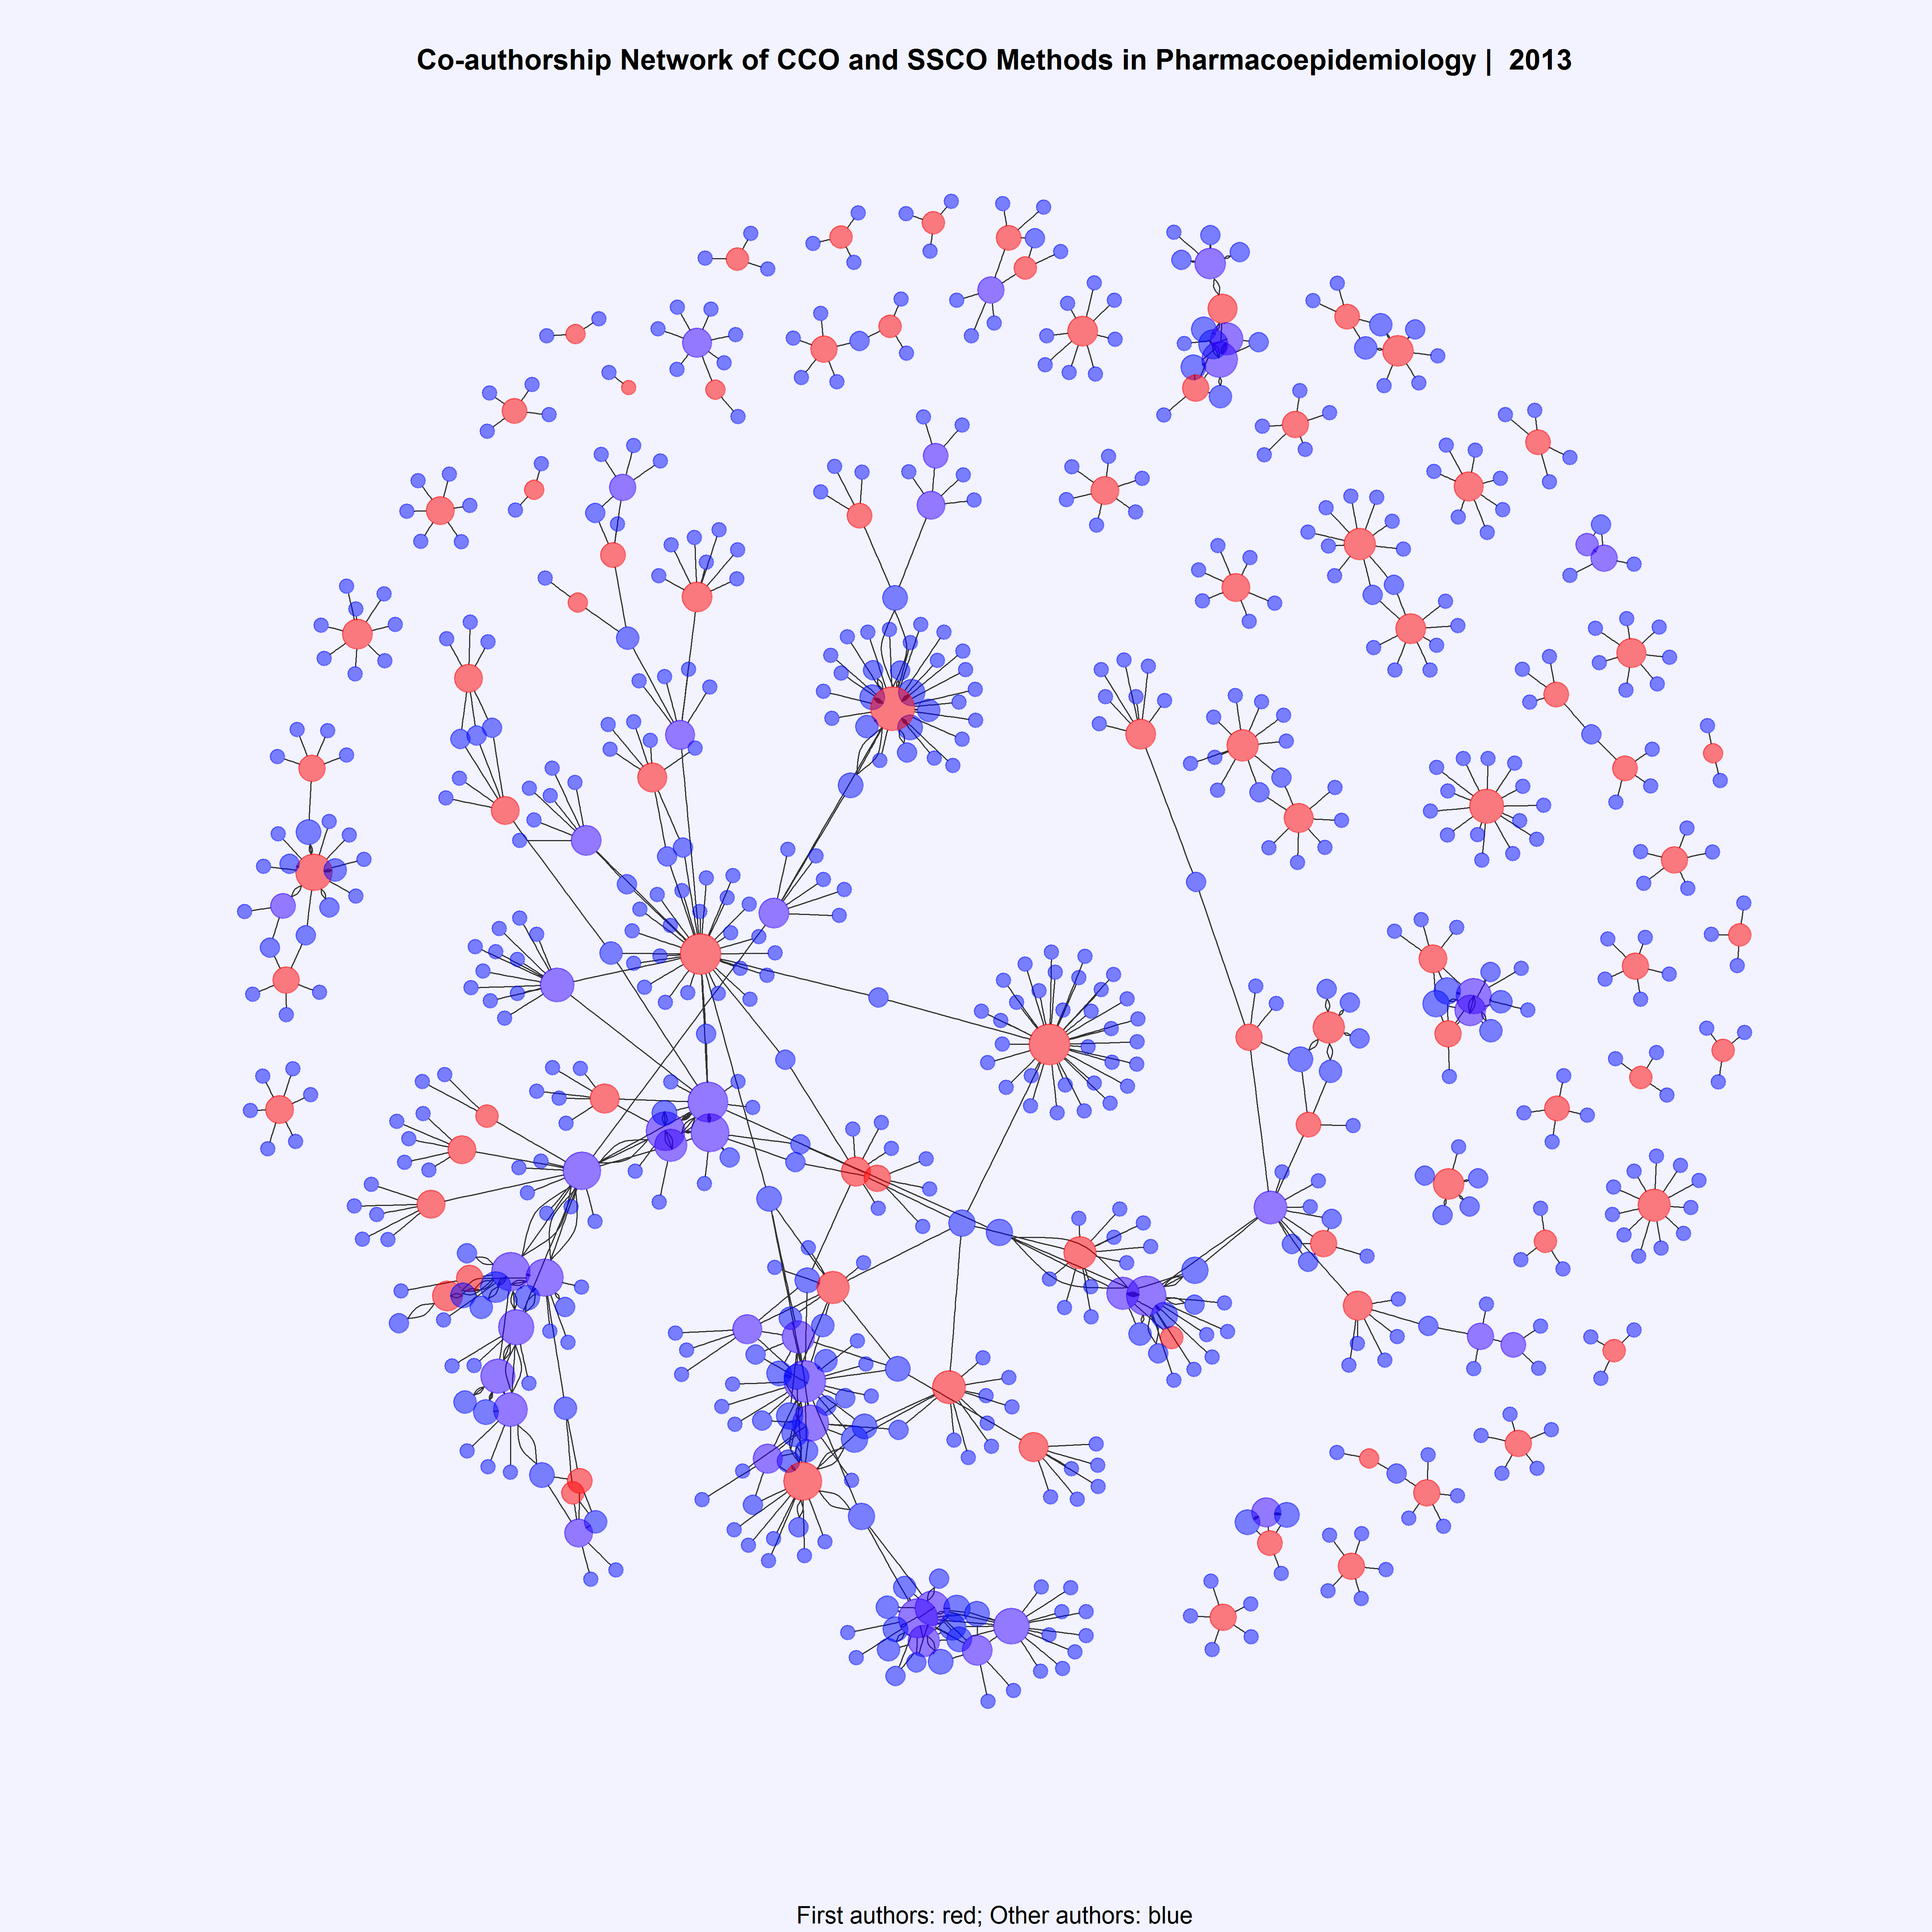 Co-authorship Network of CCO and SSCO Methods in Pharmacoepidemiology | 2013
First authors: red; Other authors: blue